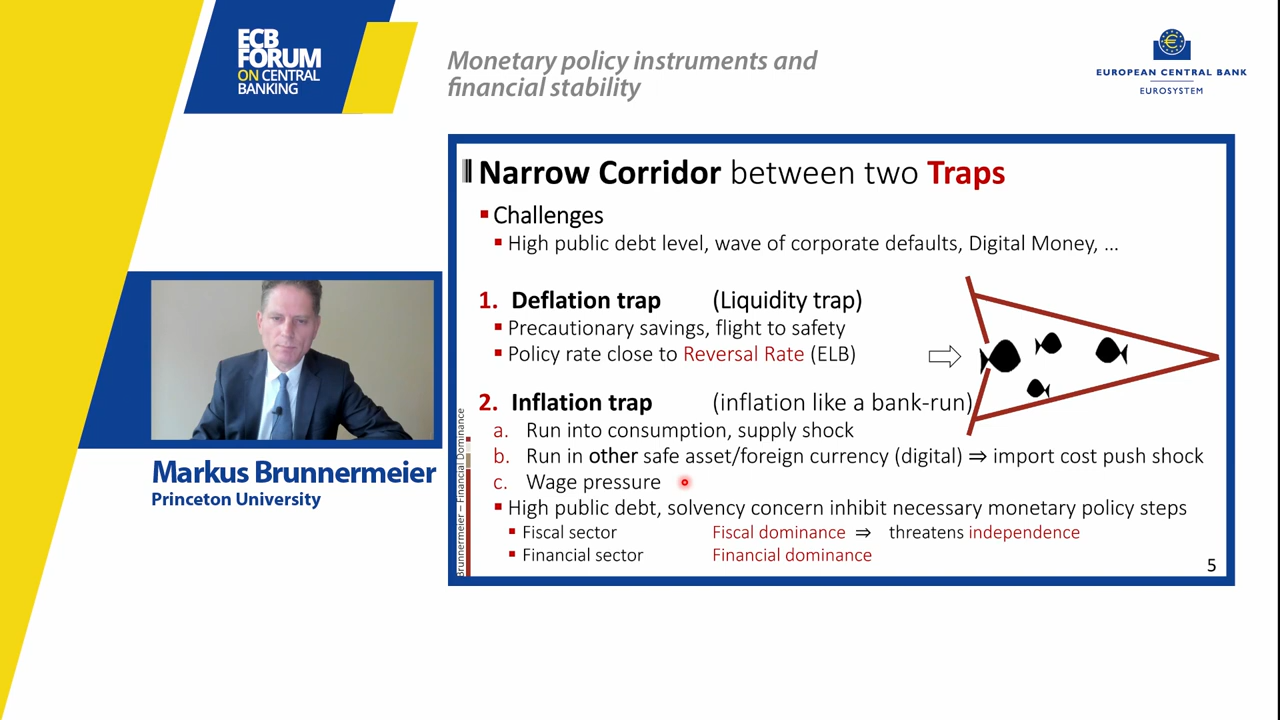 ECB
FORUM
ON CENTRAL
BANKING
Monetary policy instruments and
financial stability
EUROPEAN CENTRAL BANK
EUROSYSTEM
Narrow Corridor between two Traps
▪ Challenges
▪ High public debt level, wave of corporate defaults, Digital Money, ...
1. Deflation trap (Liquidity trap)
▪ Precautionary savings, flight to safety
▪ Policy rate close to Reversal Rate (ELB)
2. Inflation trap (inflation like a bank-run)
a. Run into consumption, supply shock
b. Run in other safe asset/foreign currency (digital) ⇒ import cost push shock
c. Wage pressure
▪ High public debt, solvency concern inhibit necessary monetary policy steps
▪ Fiscal sector Fiscal dominance ⇒ threatens independence
▪ Financial sector Financial dominance
5
Brunnermeier – Financial Dominance
Markus Brunnermeier
Princeton University